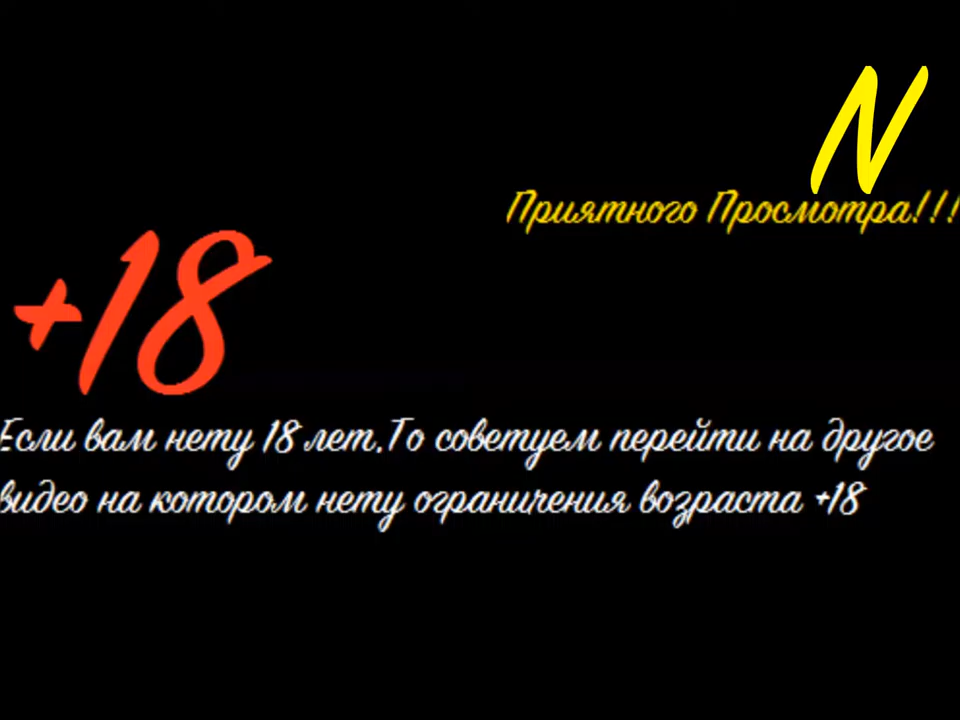 N
Приятного Просмотра!!!
+18
Если вам нету 18 лет.То советуем перейти на другое
видео на котором нету ограничения возраста +18